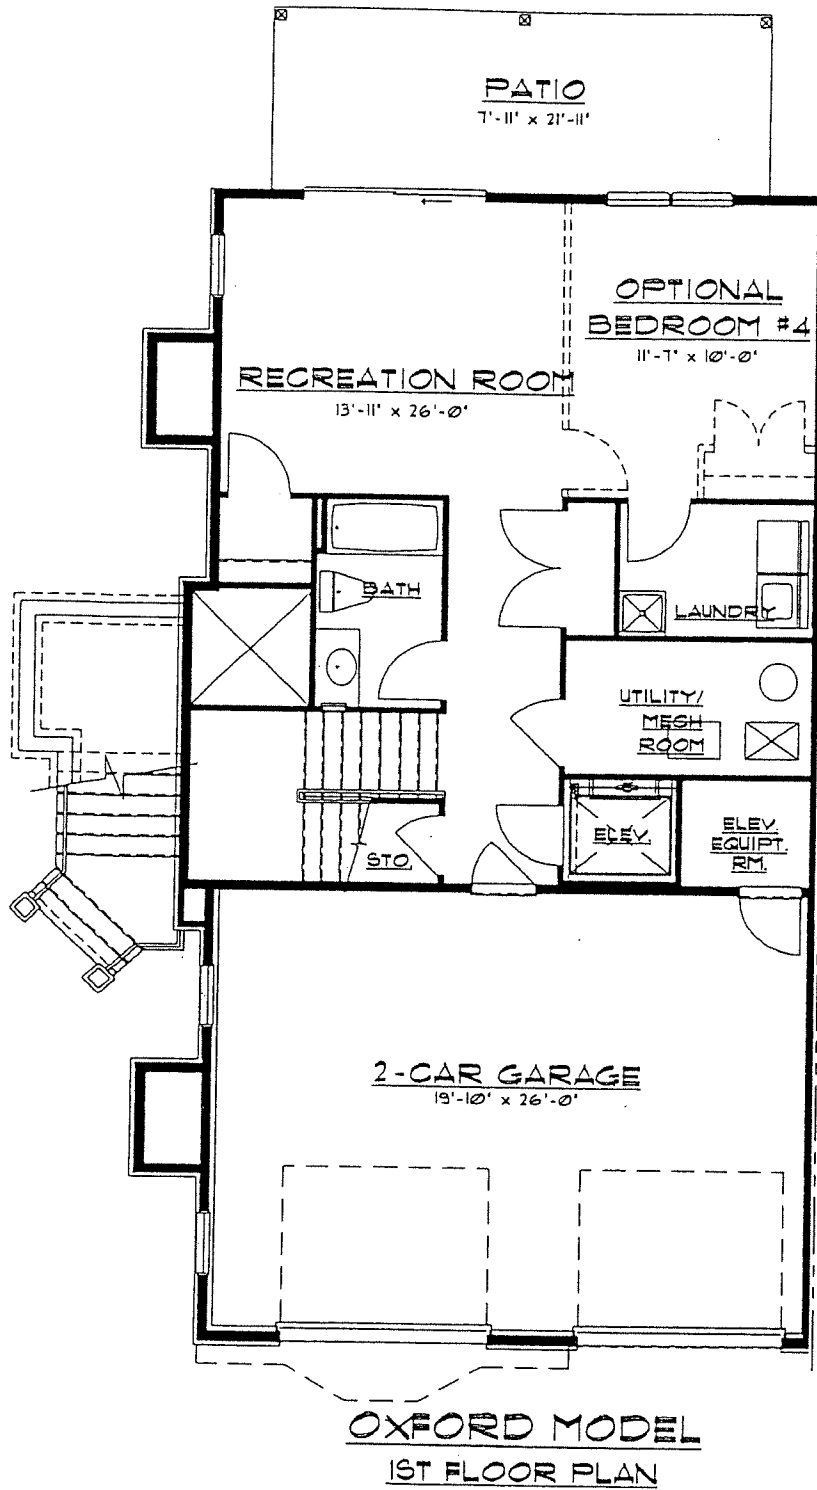 PATIO
7'-11" x 21'-11"
OPTIONAL
BEDROOM #4
11'-7" x 10'-0"
RECREATION ROOM
13'-11" x 26'-0"
BATH
LAUNDRY
UTILITY/
MECH
ROOM
ELEV.
ELEV.
EQUIPT.
RM.
STO.
2-CAR GARAGE
19'-10" x 26'-0"
OXFORD MODEL
1ST FLOOR PLAN